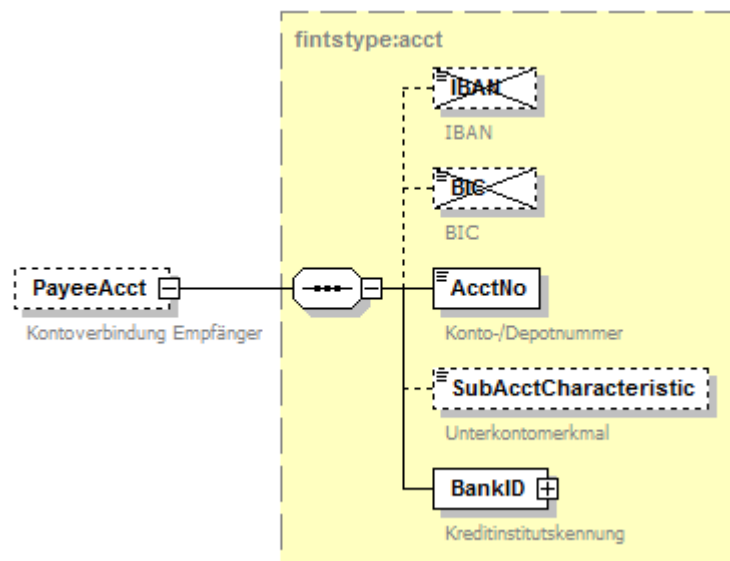 fintstype:acct
IBAN
IBAN
BIC
BIC
PayeeAcct
Kontoverbindung Empfänger
AcctNo
Konto-/Depotnummer
SubAcctCharacteristic
Unterkontomerkmal
BankID
Kreditinstitutskennung